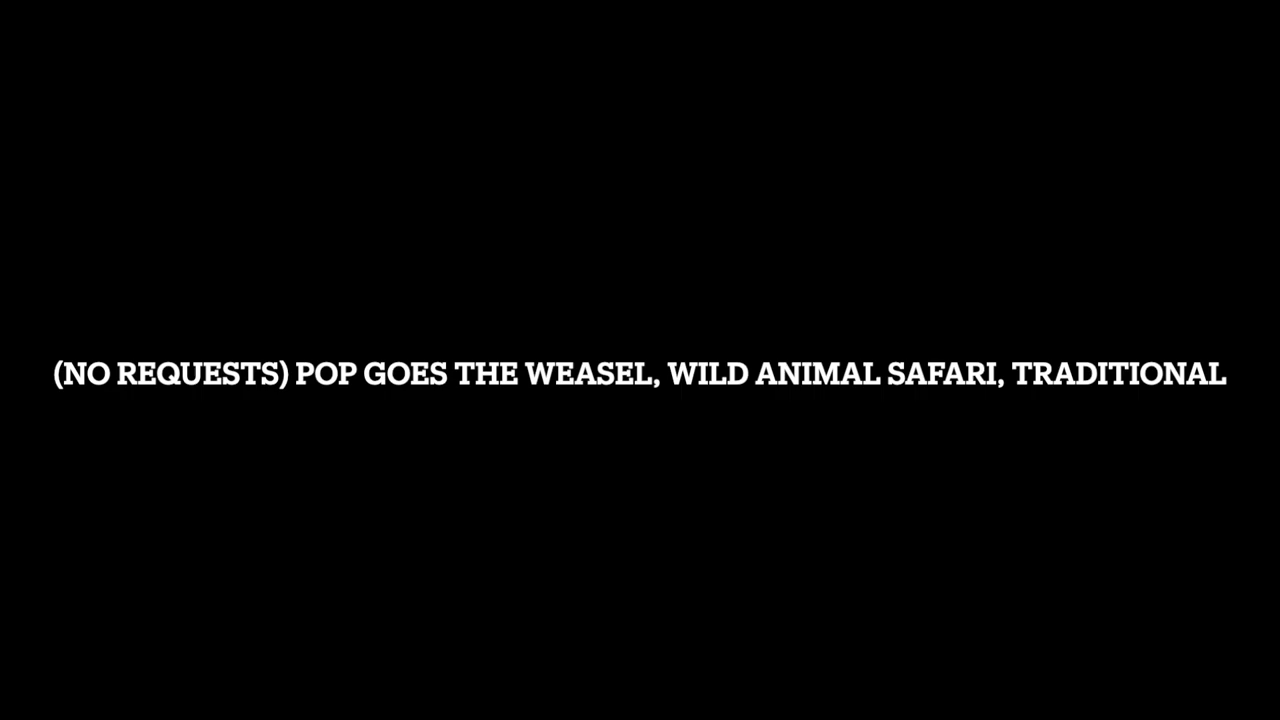 (NO REQUESTS) POP GOES THE WEASEL, WILD ANIMAL SAFARI, TRADITIONAL